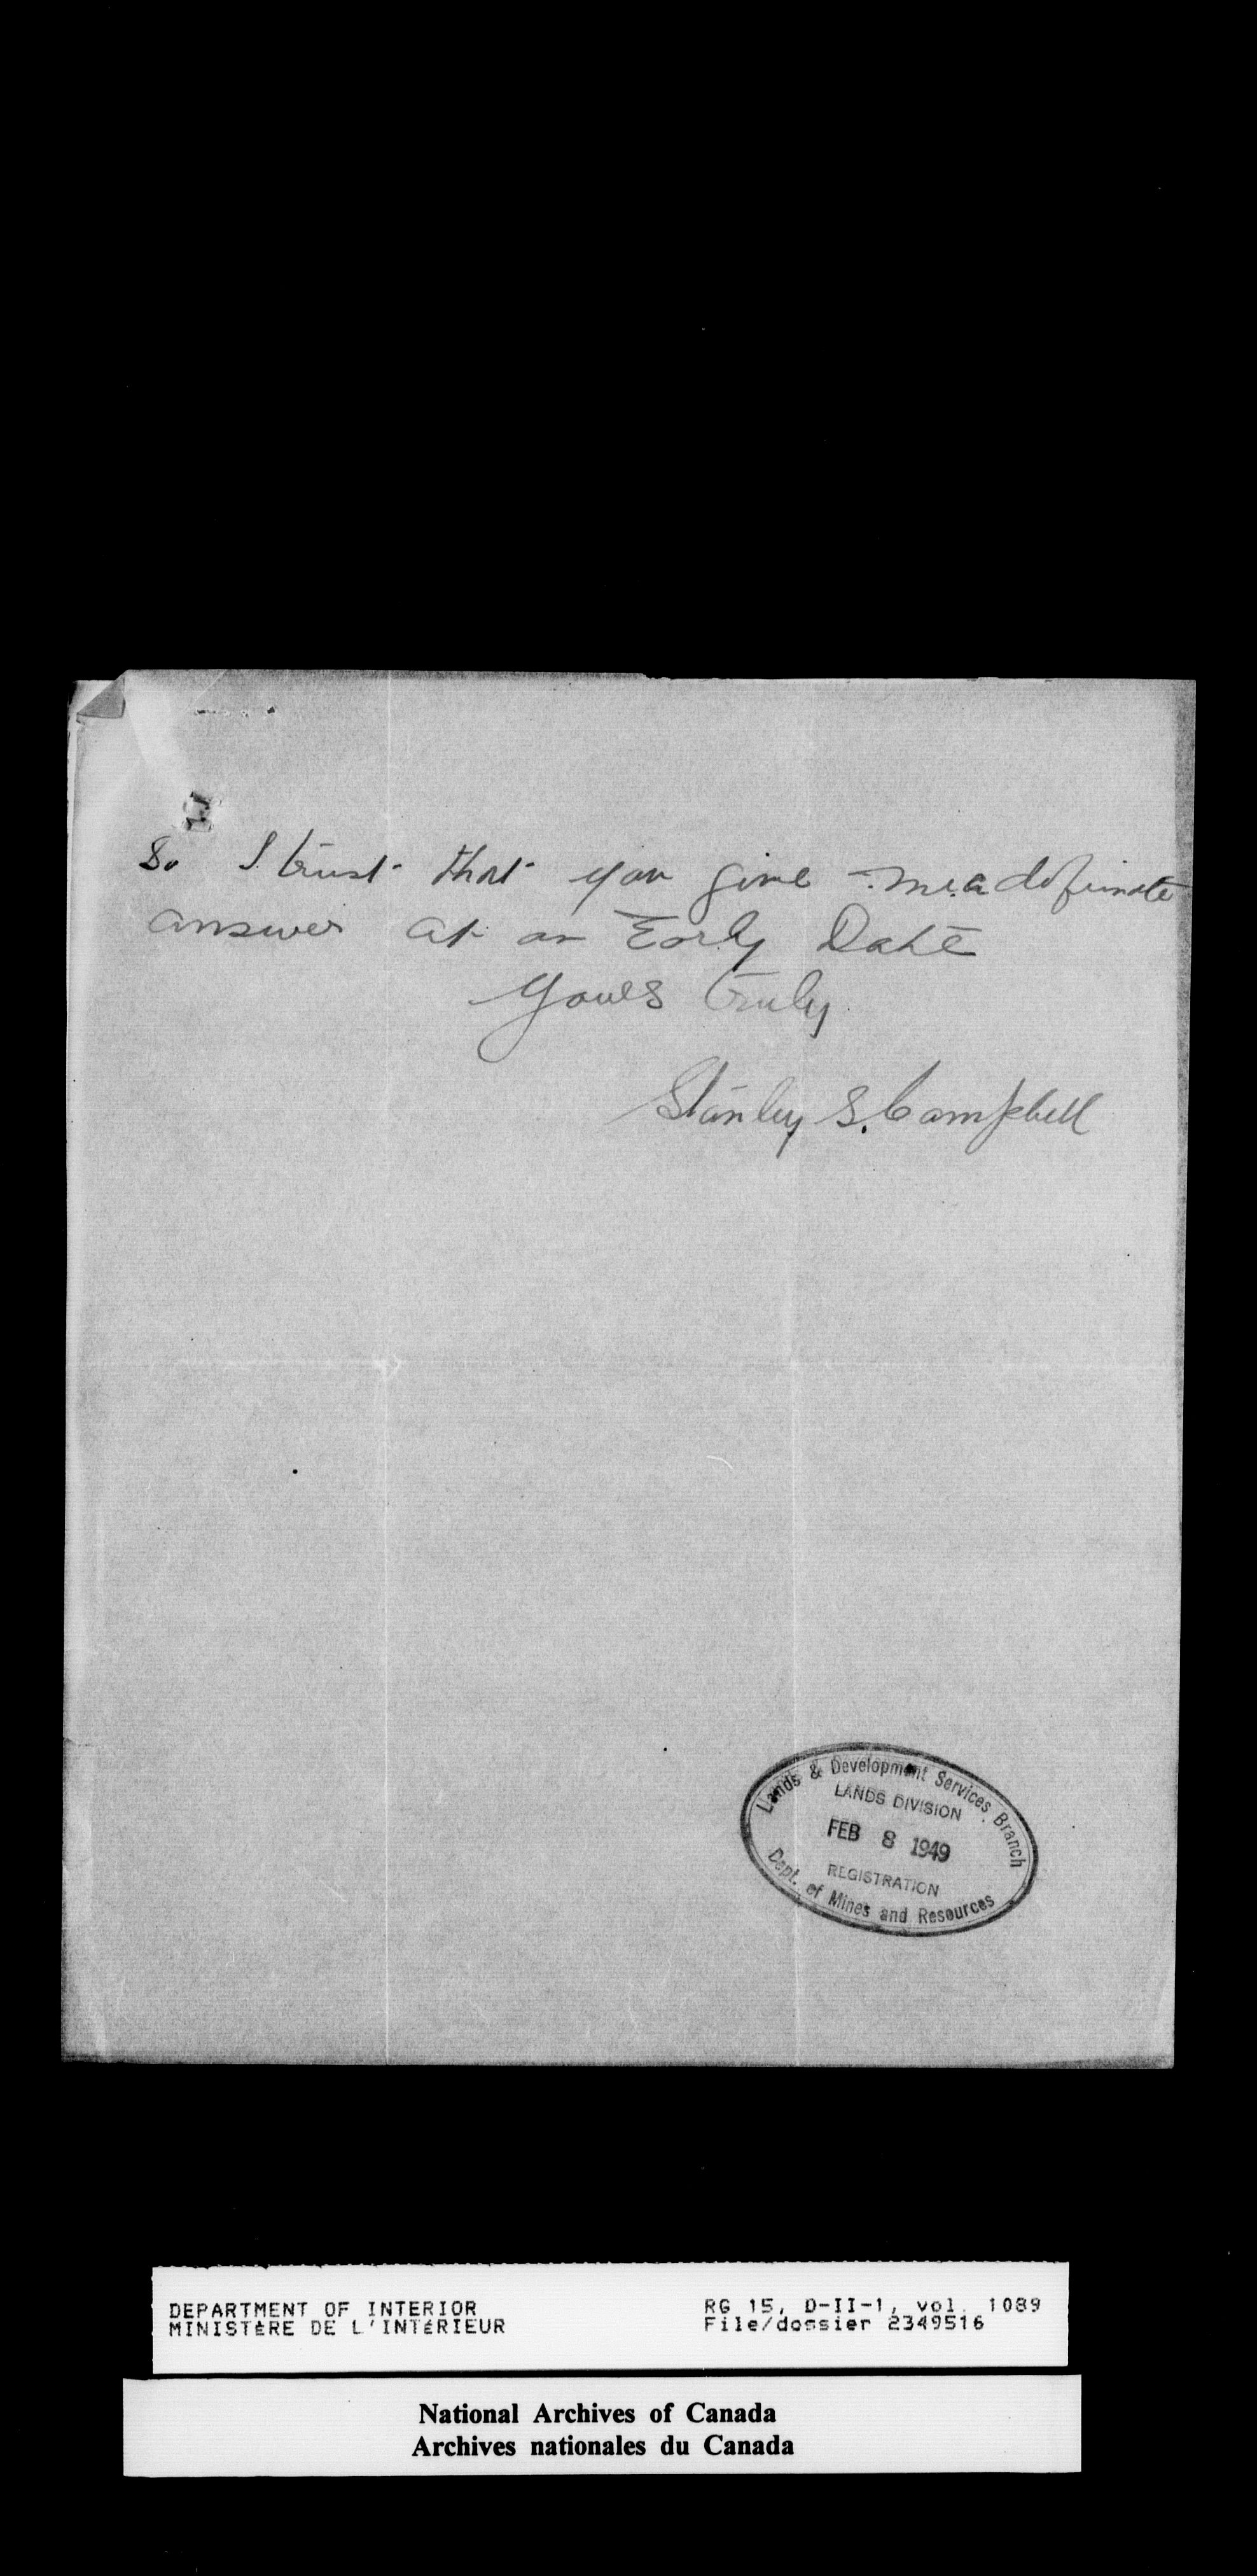 So I trust that you give me a definate
answer at an Early Date
Yours truly
Stanley S. Campbell
Lands & Development Services Branch
LANDS DIVISION
FEB 8 1949
REGISTRATION
Dept. of Mines and Resources
DEPARTMENT OF INTERIOR
MINISTÈRE DE L'INTÉRIEUR
RG 15, D-II-1, vol. 1089
File/dossier 2349516
National Archives of Canada
Archives nationales du Canada